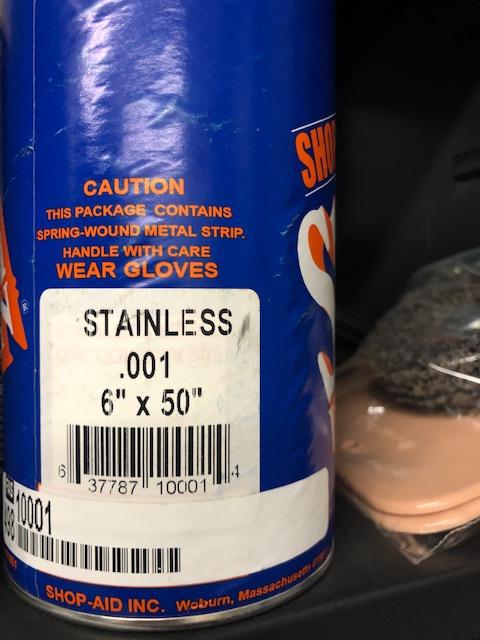 CAUTION
THIS PACKAGE CONTAINS
SPRING-WOUND METAL STRIP.
HANDLE WITH CARE
WEAR GLOVES
SHO
®
STAINLESS
.001
6" x 50"
6 37787 10001 4
10001
SHOP-AID INC. Woburn, Massachusetts